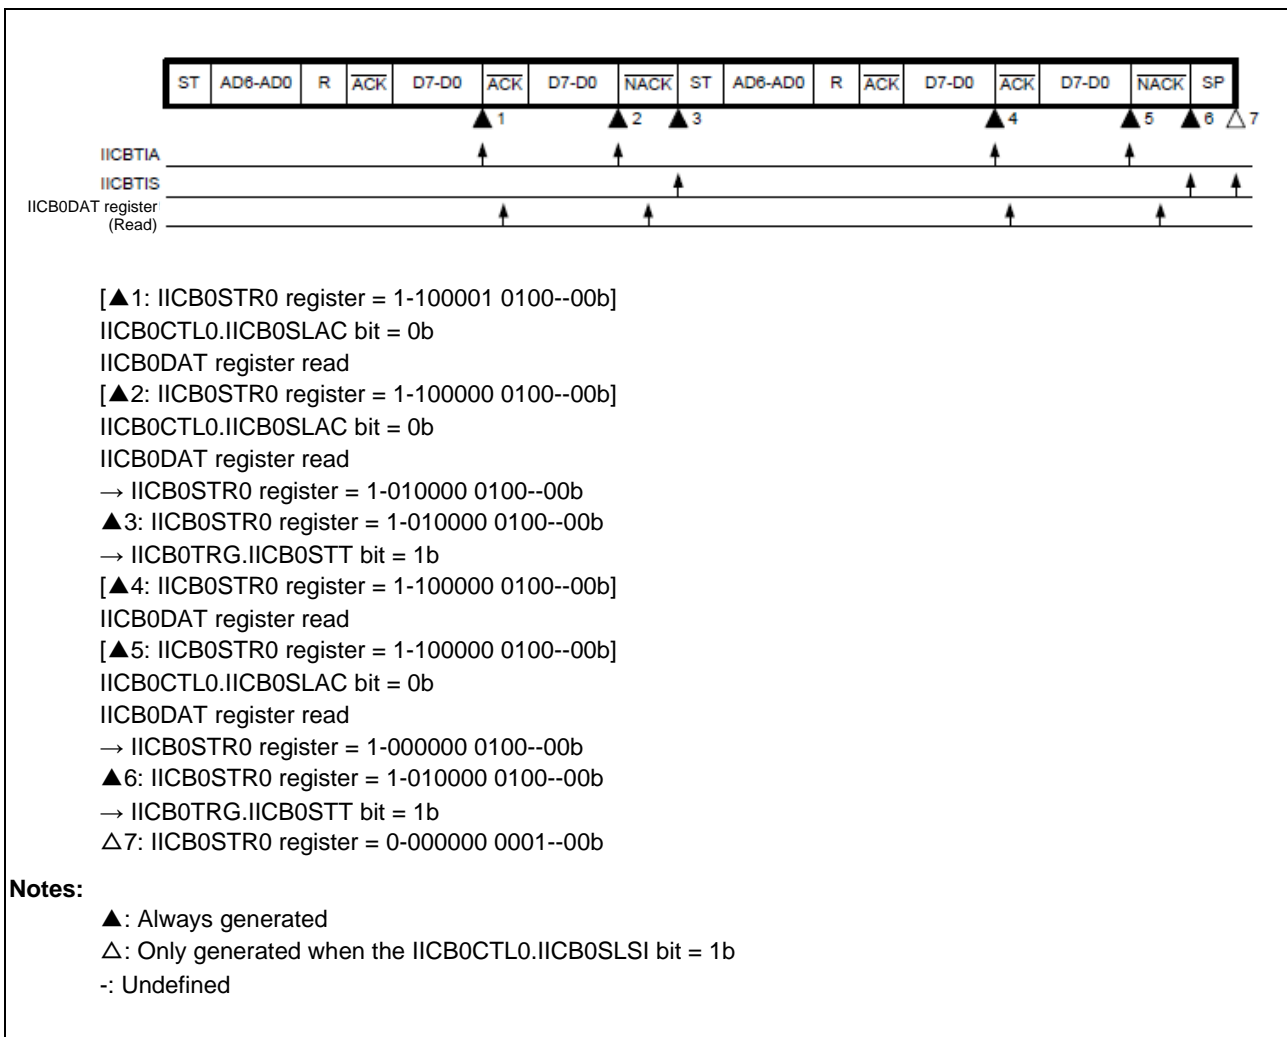 ST AD6-AD0 R ACK D7-D0 ACK D7-D0 NACK ST AD6-AD0 R ACK D7-D0 ACK D7-D0 NACK SP
▲1 ▲2 ▲3 ▲4 ▲5 ▲6 △7
IICBTIA
IICBTIS
IICB0DAT register
(Read)
[▲1: IICB0STR0 register = 1-100001 0100--00b]
IICB0CTL0.IICB0SLAC bit = 0b
IICB0DAT register read
[▲2: IICB0STR0 register = 1-100000 0100--00b]
IICB0CTL0.IICB0SLAC bit = 0b
IICB0DAT register read
→ IICB0STR0 register = 1-010000 0100--00b
▲3: IICB0STR0 register = 1-010000 0100--00b
→ IICB0TRG.IICB0STT bit = 1b
[▲4: IICB0STR0 register = 1-100000 0100--00b]
IICB0DAT register read
[▲5: IICB0STR0 register = 1-100000 0100--00b]
IICB0CTL0.IICB0SLAC bit = 0b
IICB0DAT register read
→ IICB0STR0 register = 1-000000 0100--00b
▲6: IICB0STR0 register = 1-010000 0100--00b
→ IICB0TRG.IICB0STT bit = 1b
△7: IICB0STR0 register = 0-000000 0001--00b
Notes:
▲: Always generated
△: Only generated when the IICB0CTL0.IICB0SLSI bit = 1b
-: Undefined